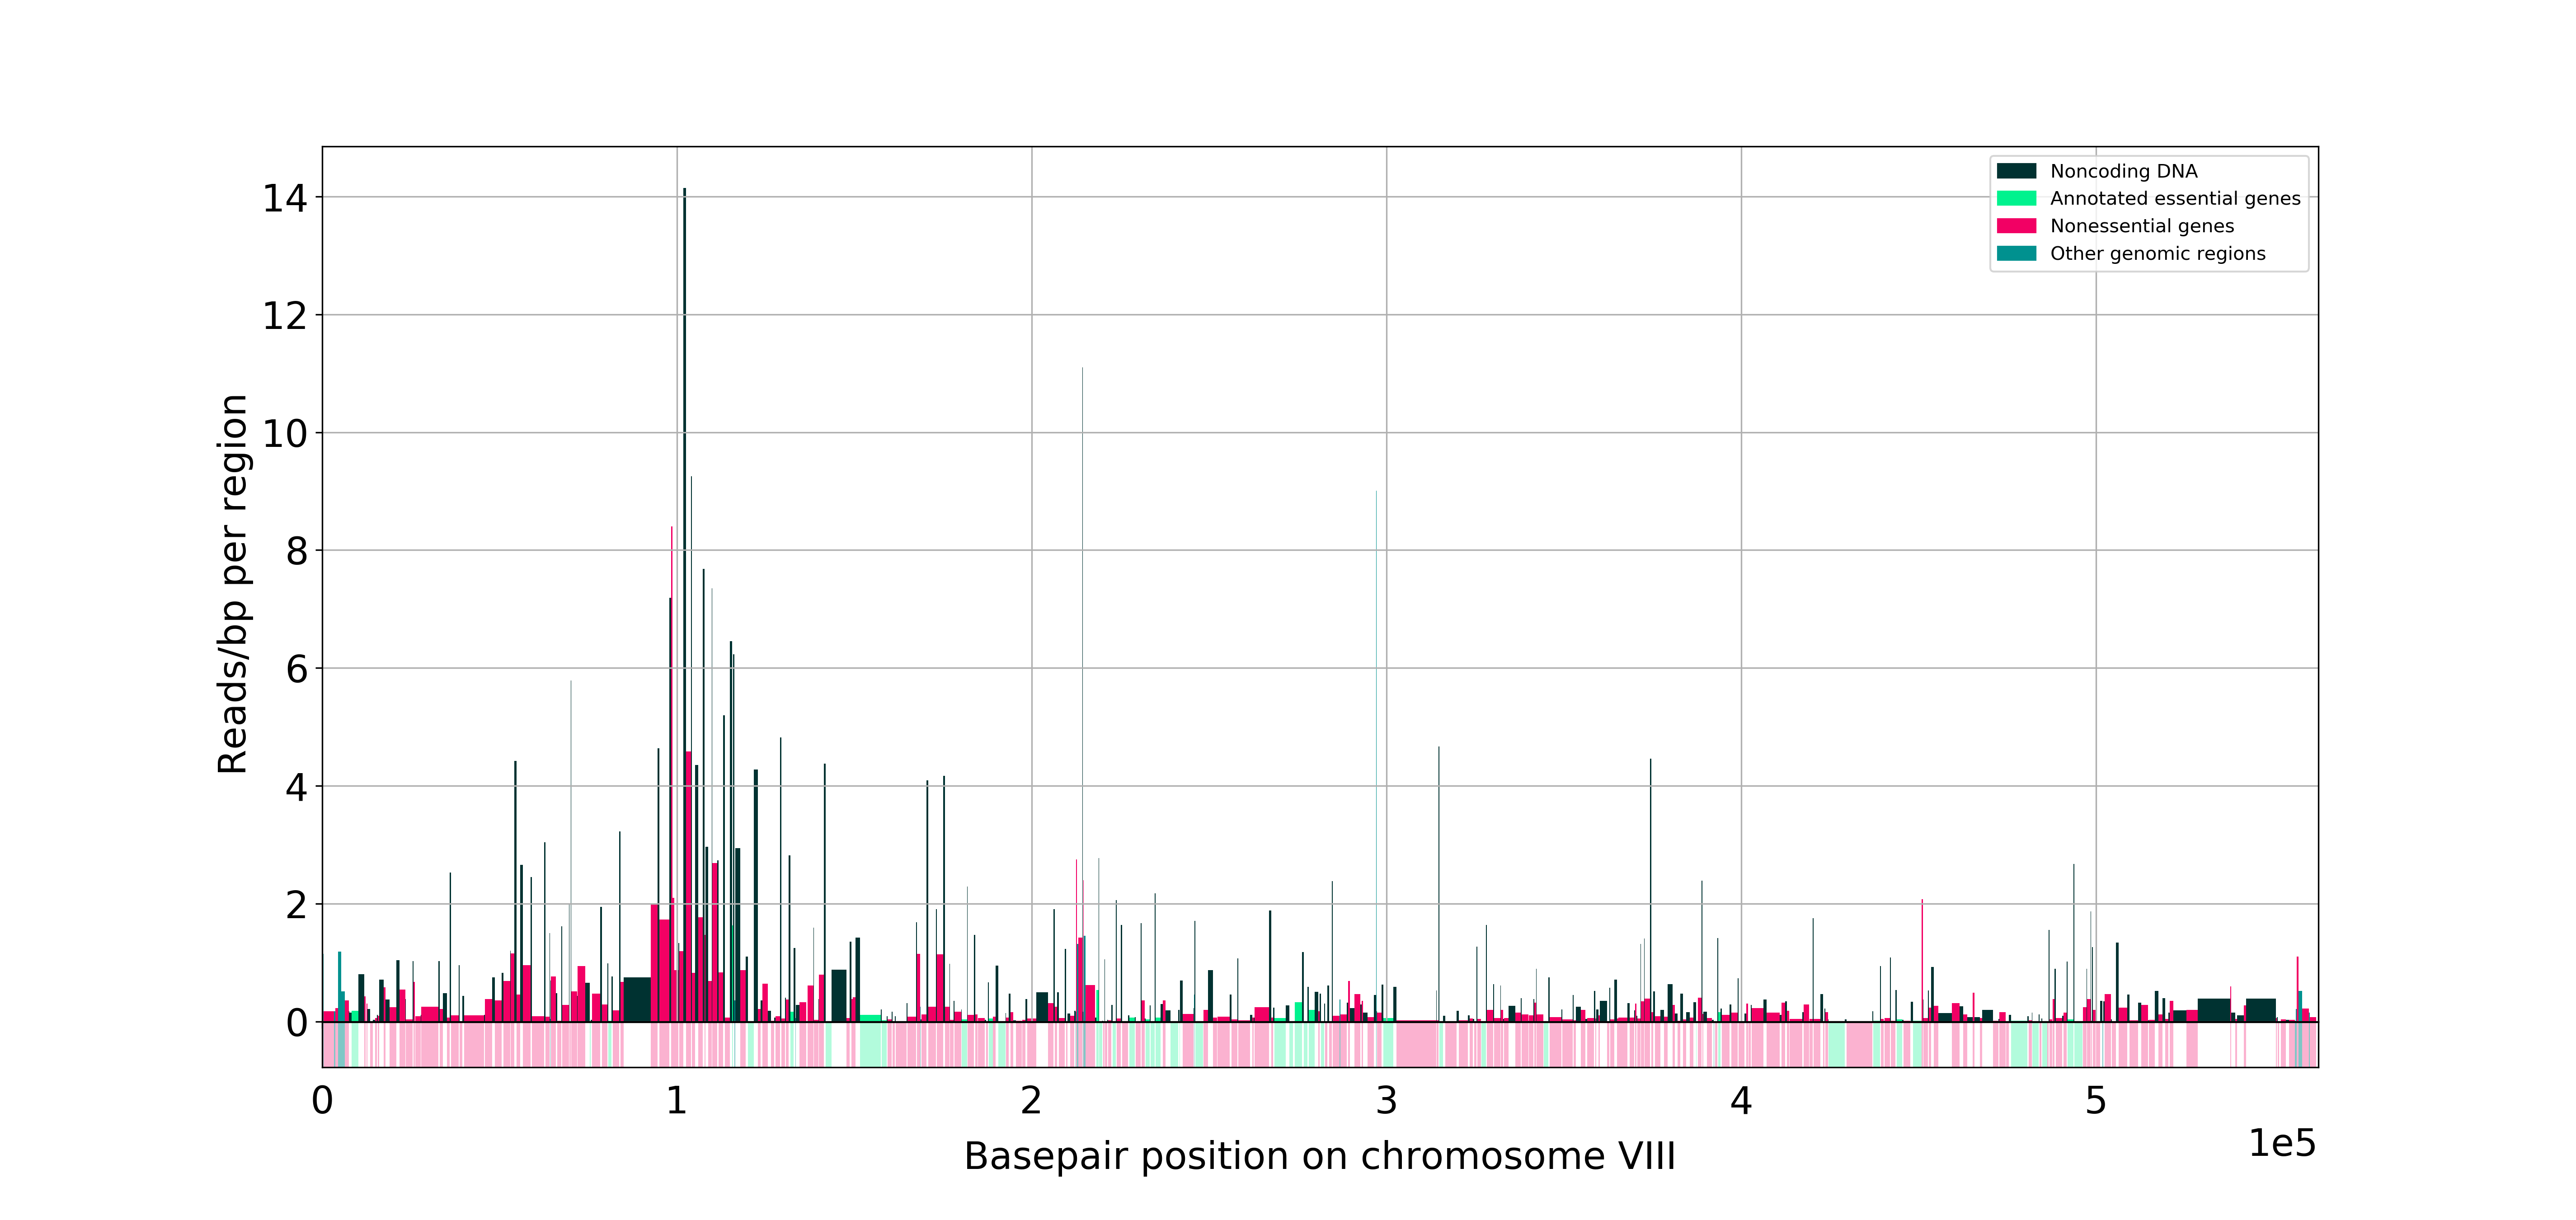 Noncoding DNA
Annotated essential genes
Nonessential genes
Other genomic regions
14
12
10
8
6
4
2
0
Reads/bp per region
0 1 2 3 4 5
1e5
Basepair position on chromosome VIII